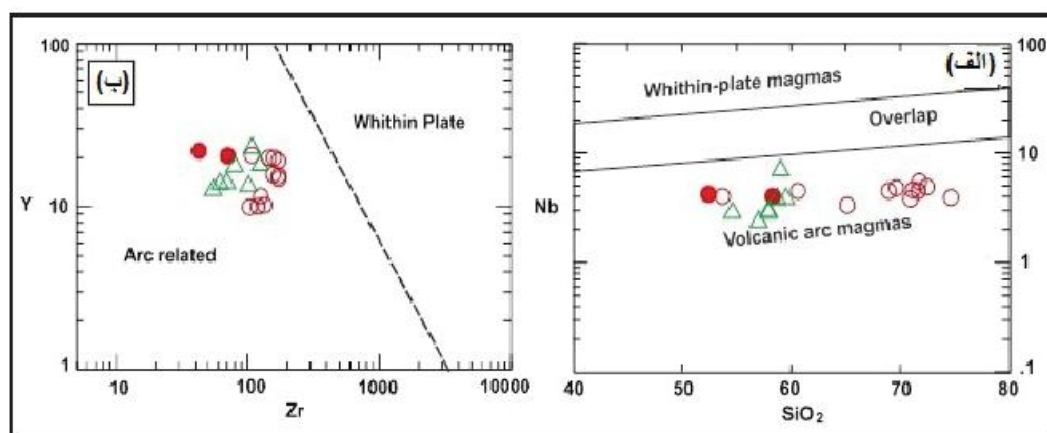 (ب)
100
10
1
Y
Whithin Plate
Arc related
10
100
1000
10000
Zr
(الف)
Whithin-plate magmas
Overlap
Volcanic arc magmas
Nb
100
10
1
.1
40
50
60
70
80
SiO₂